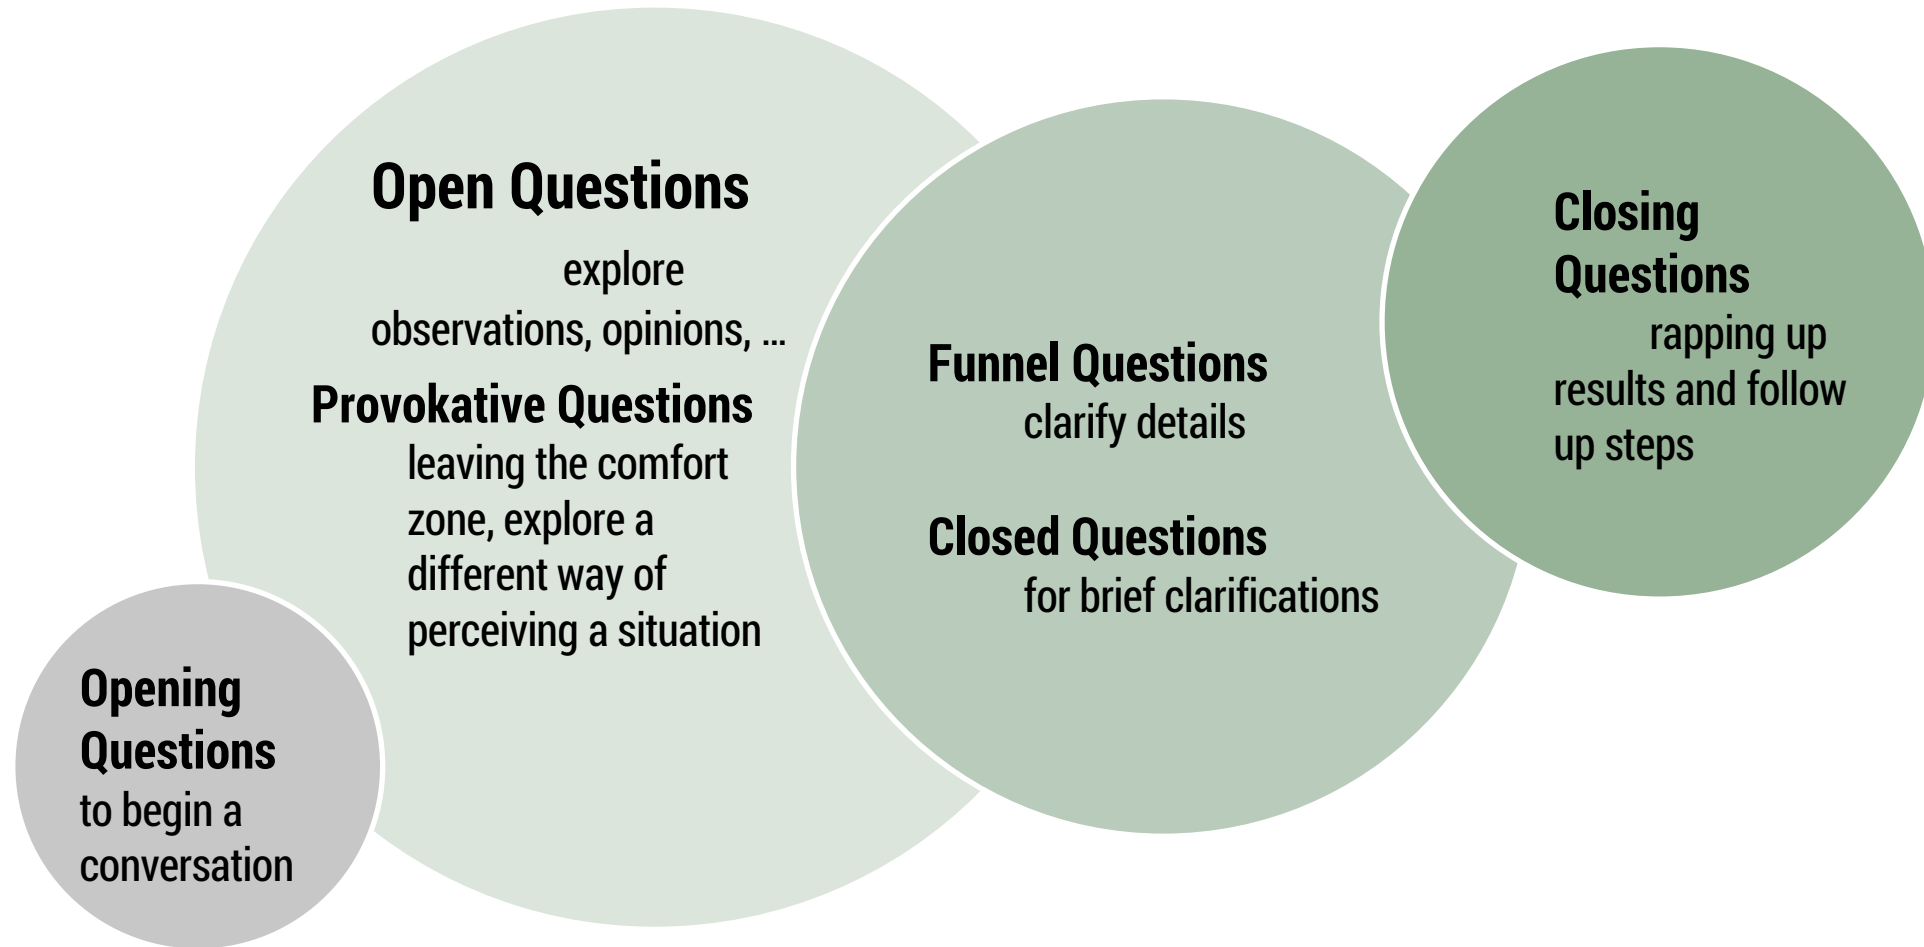 Open Questions
explore
observations, opinions, ...
Provokative Questions
leaving the comfort
zone, explore a
different way of
perceiving a situation
Opening
Questions
to begin a
conversation
Funnel Questions
clarify details
Closed Questions
for brief clarifications
Closing
Questions
rapping up
results and follow
up steps